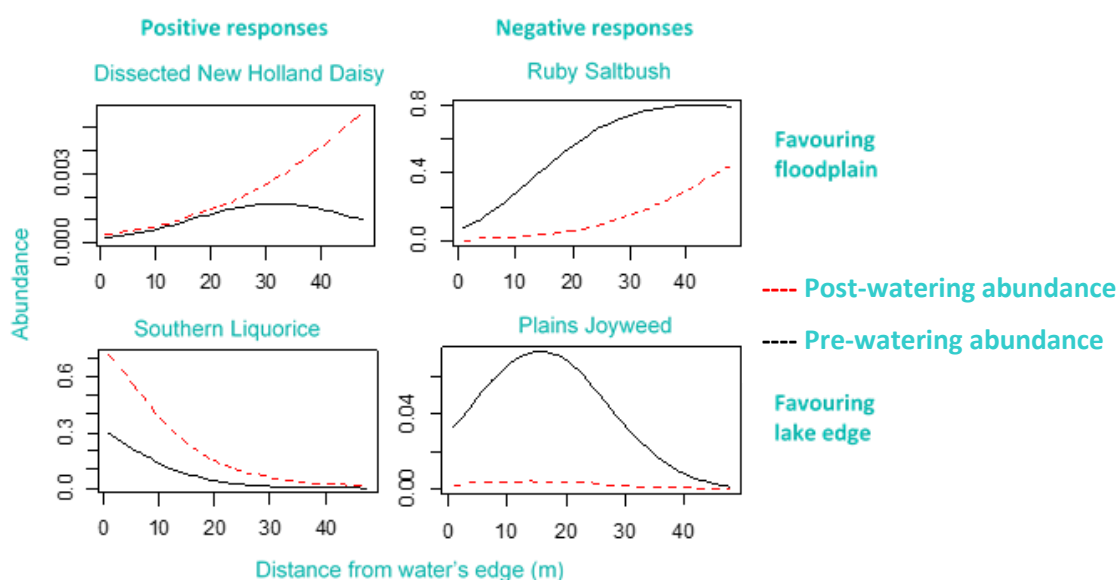 Positive responses
Negative responses
Dissected New Holland Daisy
Ruby Saltbush
0.003
0.000
0 10 20 30 40
0.8
0.4
0.0
0 10 20 30 40
Favouring
floodplain
Abundance
---- Post-watering abundance
---- Pre-watering abundance
Southern Liquorice
Plains Joyweed
0.6
0.3
0.0
0 10 20 30 40
0.04
0.00
0 10 20 30 40
Favouring
lake edge
Distance from water's edge (m)